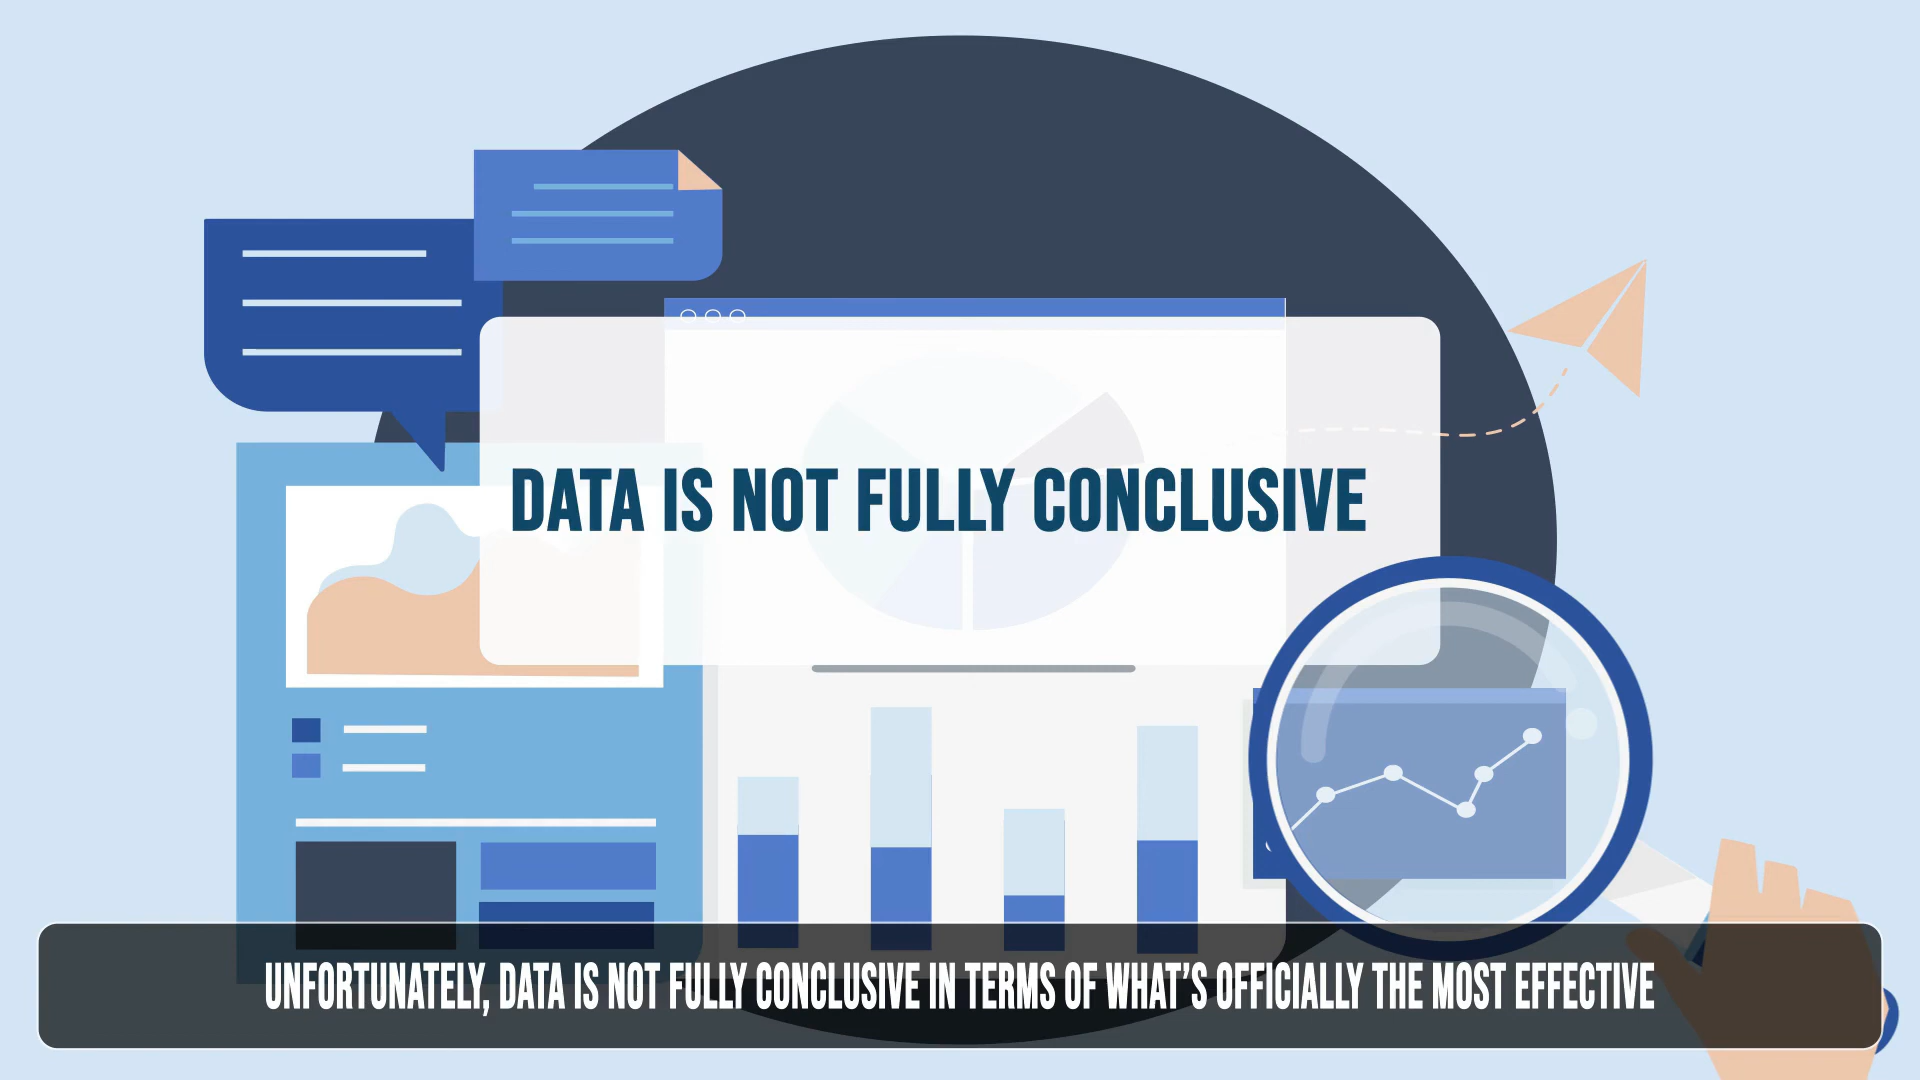 DATA IS NOT FULLY CONCLUSIVE
UNFORTUNATELY, DATA IS NOT FULLY CONCLUSIVE IN TERMS OF WHAT'S OFFICIALLY THE MOST EFFECTIVE